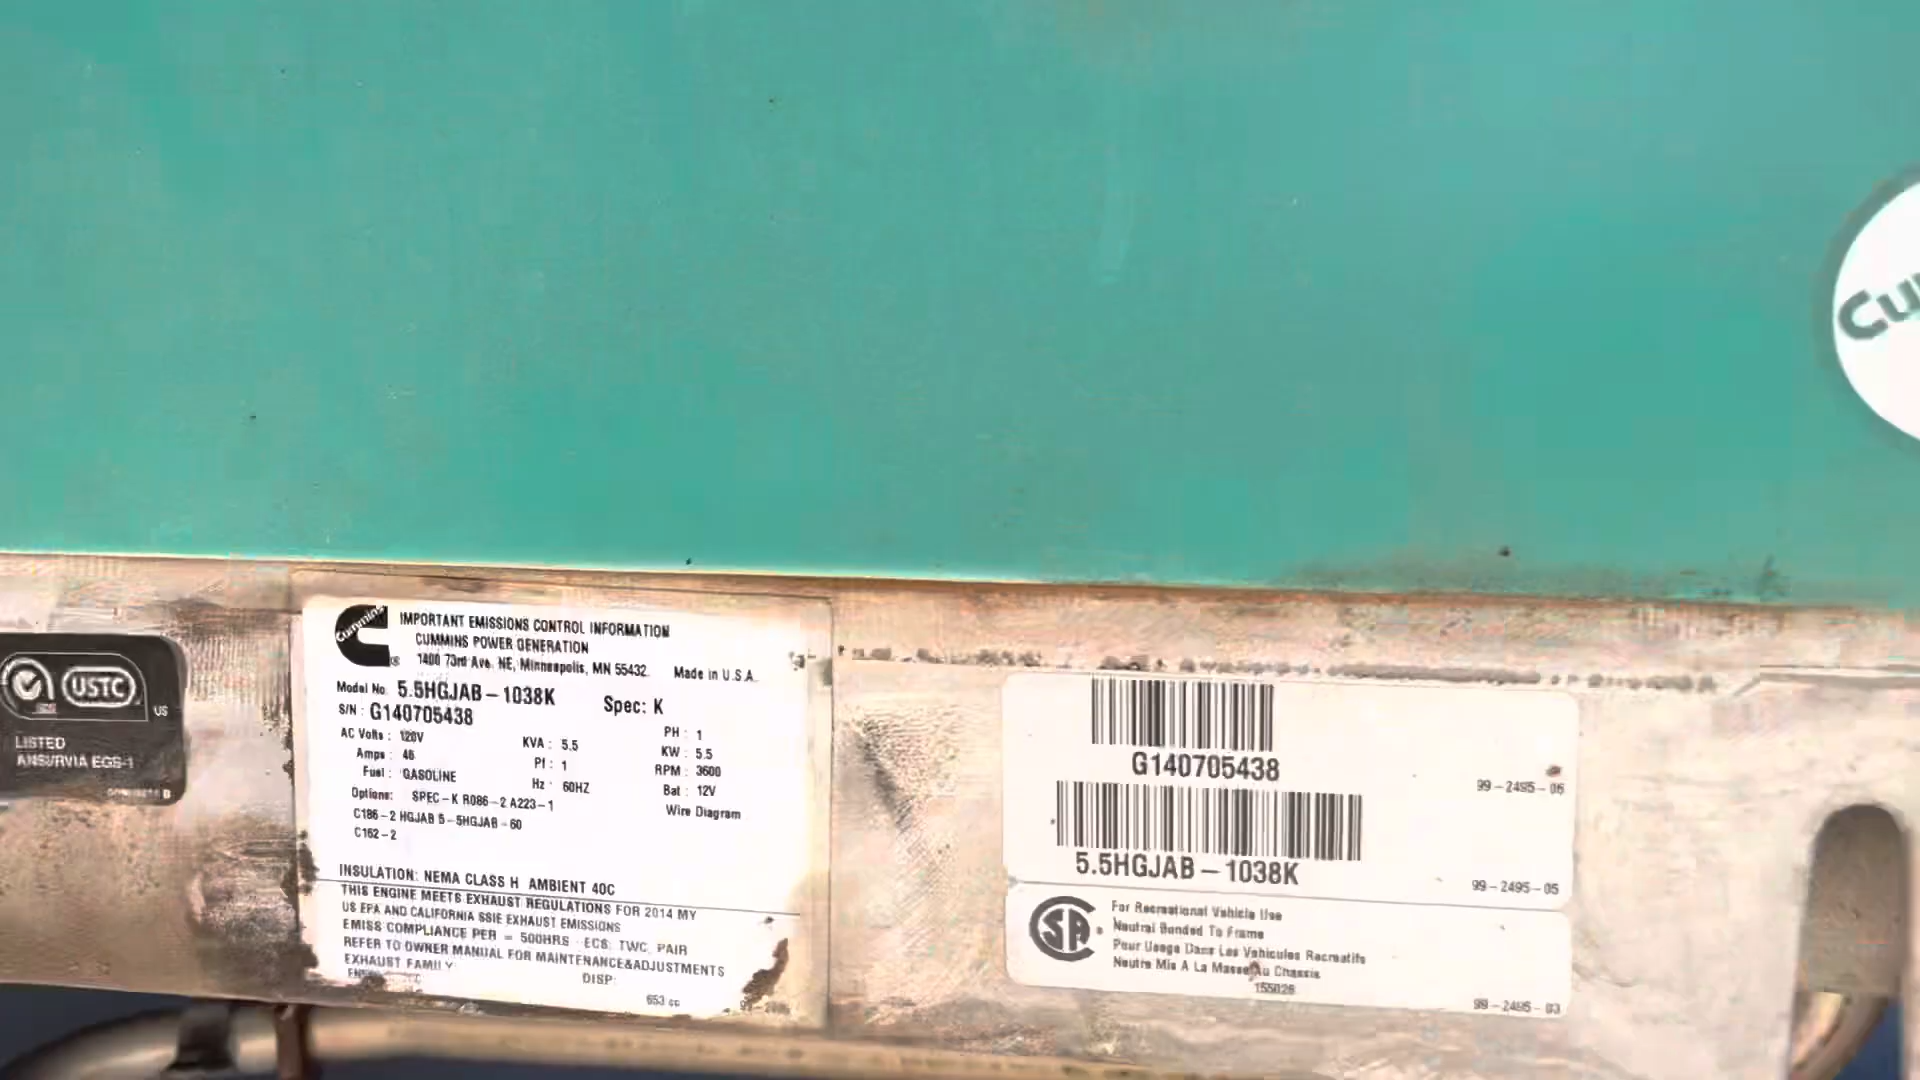 Cu
USTC
US
LISTED
ANSI/RVIA EGS-1
Cummins
IMPORTANT EMISSIONS CONTROL INFORMATION
CUMMINS POWER GENERATION
1400 73rd Ave. NE, Minneapolis, MN 55432 Made in U.S.A.
Model No. 5.5HGJAB-1038K Spec: K
S/N : G140705438
AC Volts : 120V KVA : 5.5 PH : 1
Amps : 46 Pf : 1 KW : 5.5
Fuel : GASOLINE Hz : 60HZ RPM : 3600
Bat : 12V
Options: SPEC-K R086-2 A223-1 Wire Diagram
C186-2 HGJAB 5-5HGJAB-60
C162-2
INSULATION: NEMA CLASS H AMBIENT 40C
THIS ENGINE MEETS EXHAUST REGULATIONS FOR 2014 MY
US EPA AND CALIFORNIA SSIE EXHAUST EMISSIONS
EMISS COMPLIANCE PER = 500HRS ECS: TWC, PAIR
REFER TO OWNER MANUAL FOR MAINTENANCE&ADJUSTMENTS
EXHAUST FAMILY: DISP:
653 cc
G140705438
99-2495-06
5.5HGJAB-1038K
99-2495-05
For Recreational Vehicle Use
Neutral Bonded To Frame
Pour Usage Dans Les Vehicules Recreatifs
Neutre Mis A La Masse Au Chassis
155028
99-2495-03